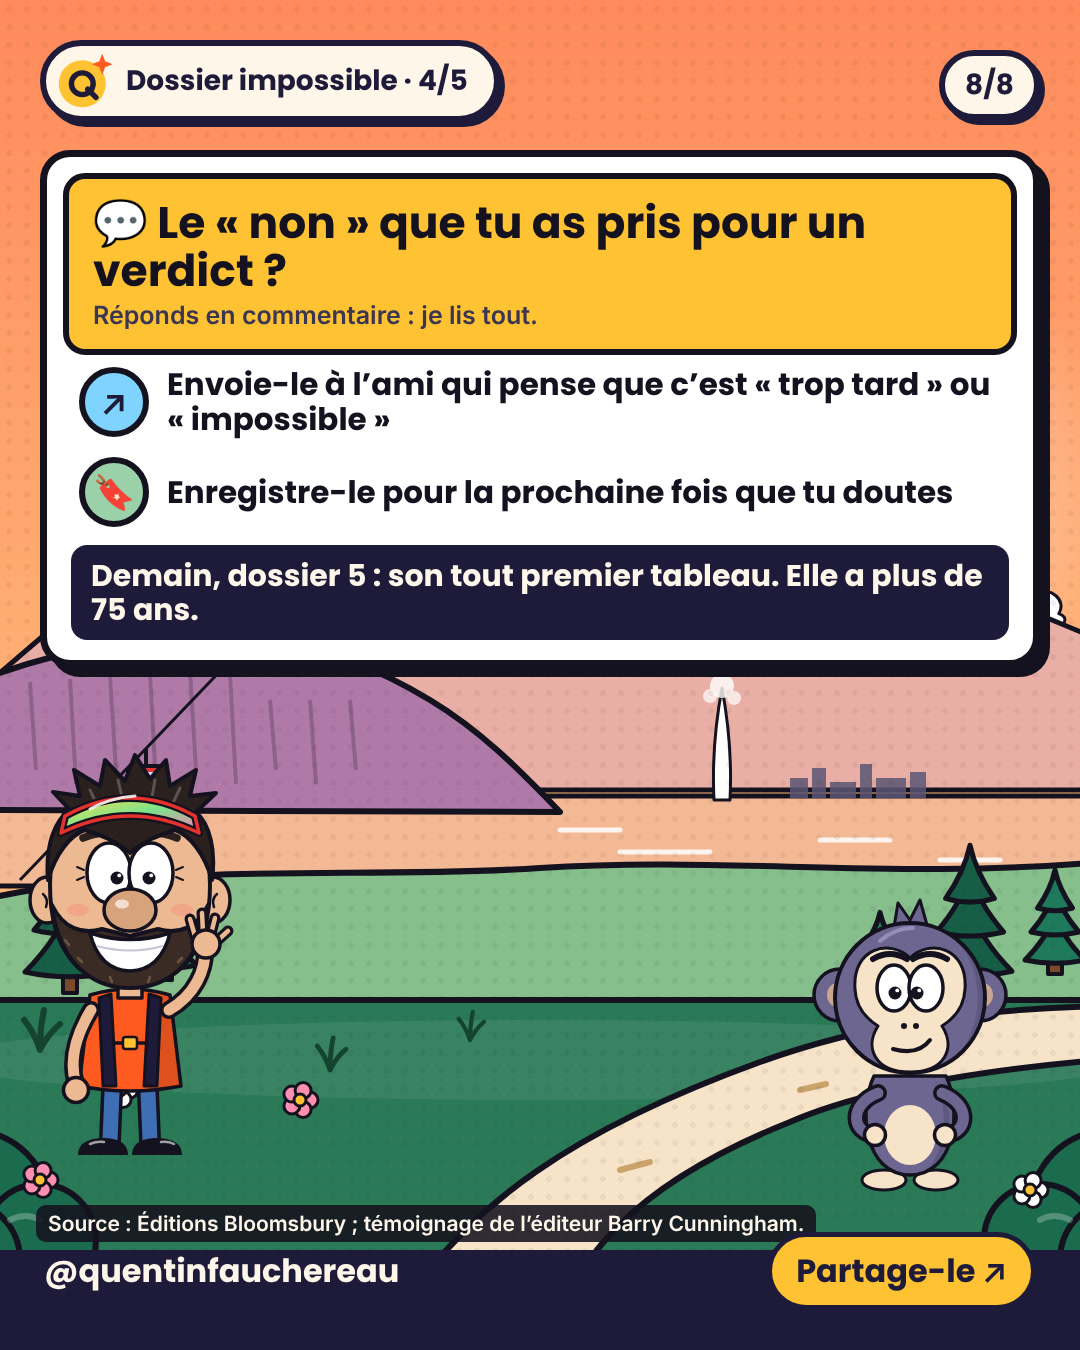 Q Dossier impossible · 4/5
8/8
💬 Le « non » que tu as pris pour un
verdict ?
Réponds en commentaire : je lis tout.
Envoie-le à l’ami qui pense que c’est « trop tard » ou
« impossible »
Enregistre-le pour la prochaine fois que tu doutes
Demain, dossier 5 : son tout premier tableau. Elle a plus de
75 ans.
Source : Éditions Bloomsbury ; témoignage de l’éditeur Barry Cunningham.
@quentinfauchereau
Partage-le ↗